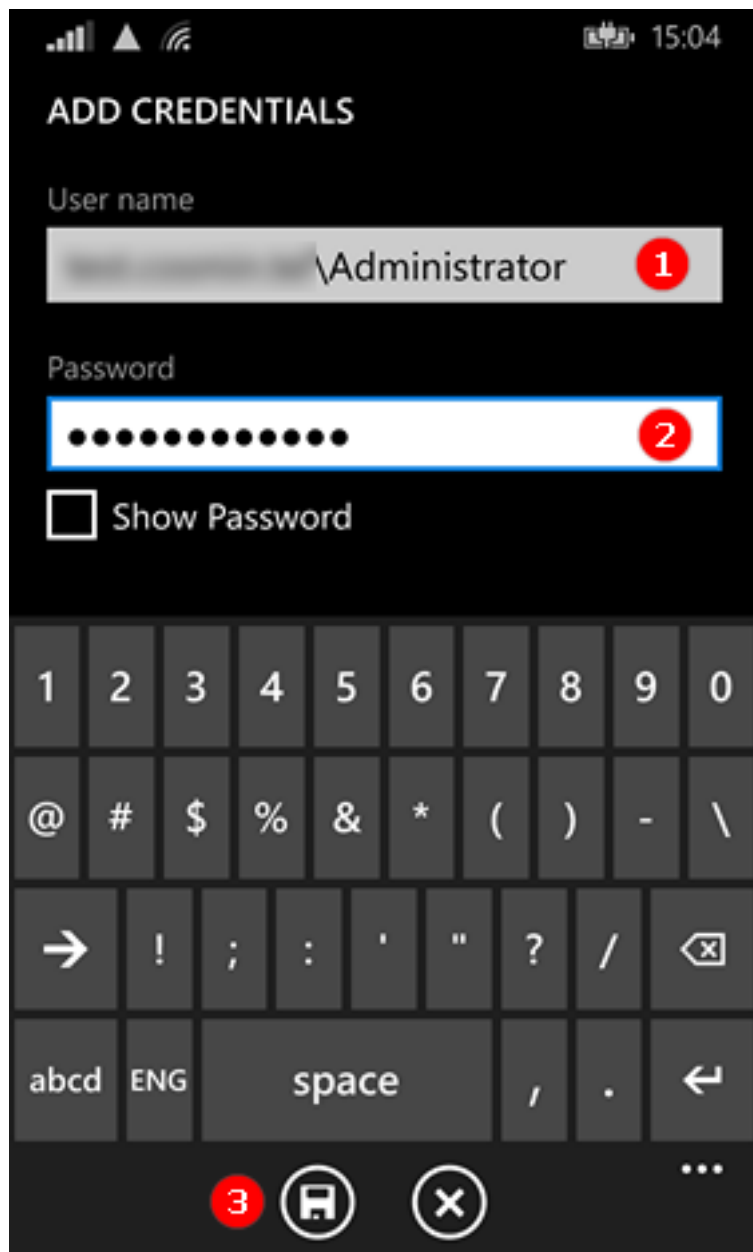 15:04
ADD CREDENTIALS
User name
\Administrator 1
Password
●●●●●●●●●●●● 2
Show Password
1 2 3 4 5 6 7 8 9 0
@ # $ % & * ( ) - \
→ ! ; : ' " ? /
abcd ENG space , .
3